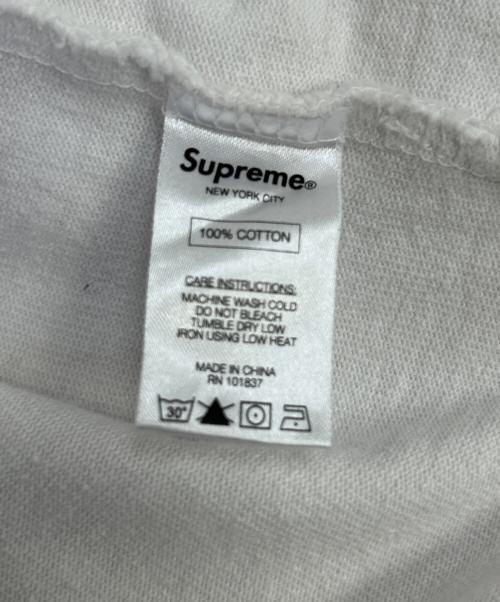 Supreme®
NEW YORK CITY
100% COTTON
CARE INSTRUCTIONS:
MACHINE WASH COLD
DO NOT BLEACH
TUMBLE DRY LOW
IRON USING LOW HEAT
MADE IN CHINA
RN 101837
30°